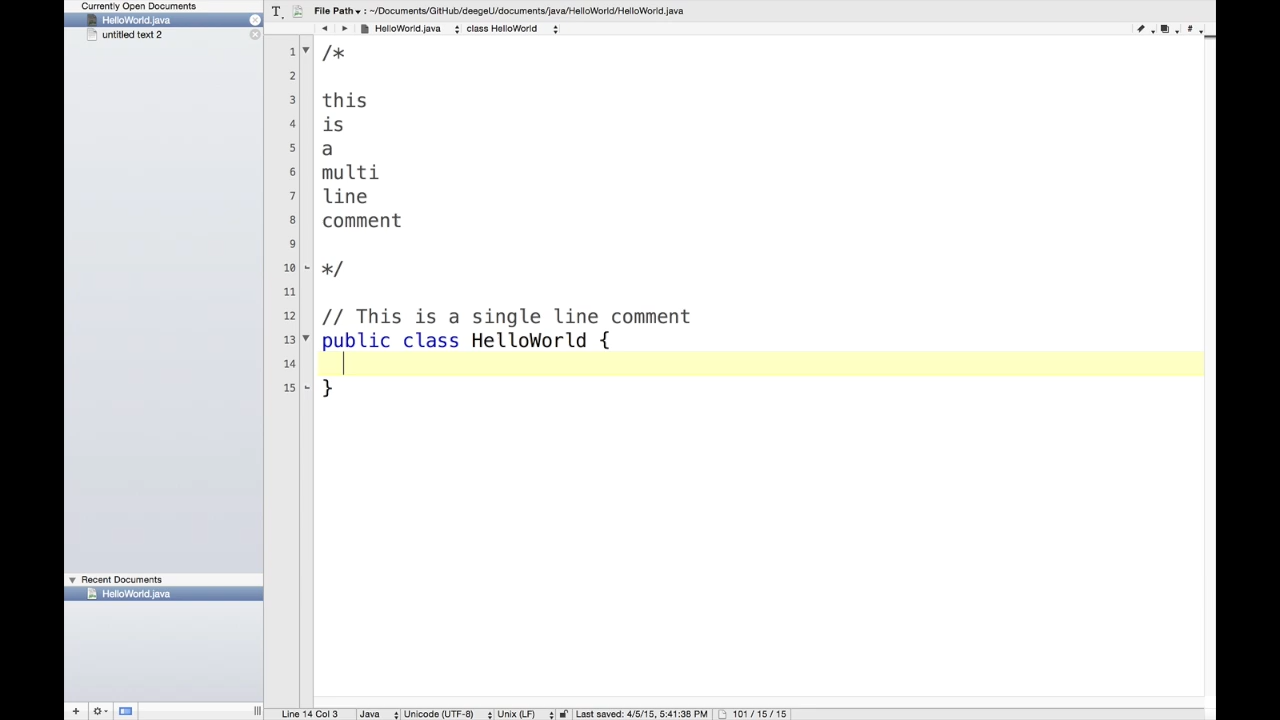 Currently Open Documents
HelloWorld.java
untitled text 2
Recent Documents
HelloWorld.java
File Path : ~/Documents/GitHub/deegeU/documents/java/HelloWorld/HelloWorld.java
HelloWorld.java class HelloWorld #
1 /*
2
3 this
4 is
5 a
6 multi
7 line
8 comment
9
10 */
11
12 // This is a single line comment
13 public class HelloWorld {
14
15 }
Line 14 Col 3 Java Unicode (UTF-8) Unix (LF) Last saved: 4/5/15, 5:41:38 PM 101 / 15 / 15